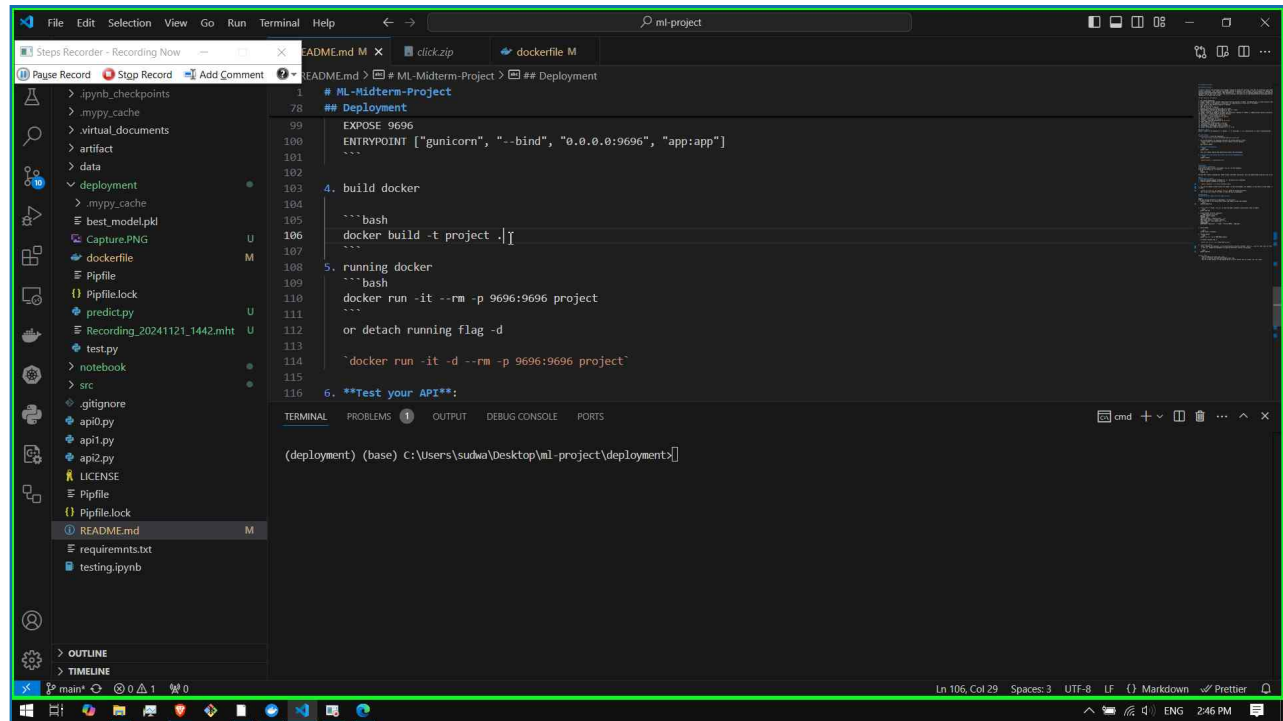 File Edit Selection View Go Run Terminal Help
ml-project
Steps Recorder - Recording Now
Pause Record Stop Record Add Comment
README.md M click.zip dockerfile M
README.md > # ML-Midterm-Project > ## Deployment
.ipynb_checkpoints
.mypy_cache
.virtual_documents
artifact
data
deployment
.mypy_cache
best_model.pkl
Capture.PNG U
dockerfile M
Pipfile
Pipfile.lock
predict.py U
Recording_20241121_1442.mht U
test.py
notebook
src
.gitignore
api0.py
api1.py
api2.py
LICENSE
Pipfile
Pipfile.lock
README.md M
requiremnts.txt
testing.ipynb
OUTLINE
TIMELINE
10
1 # ML-Midterm-Project
78 ## Deployment
99 EXPOSE 9696
100 ENTRYPOINT ["gunicorn", "--bind", "0.0.0.0:9696", "app:app"]
101 ```
102
103 4. build docker
104
105 ```bash
106 docker build -t project .
107 ```
108 5. running docker
109 ```bash
110 docker run -it --rm -p 9696:9696 project
111 ```
112 or detach running flag -d
113
114 `docker run -it -d --rm -p 9696:9696 project`
115
116 6. **Test your API**:
TERMINAL PROBLEMS 1 OUTPUT DEBUG CONSOLE PORTS
cmd
(deployment) (base) C:\Users\sudwa\Desktop\ml-project\deployment>
main* 0 1 0
Ln 106, Col 29 Spaces: 3 UTF-8 LF {} Markdown Prettier
ENG 2:46 PM